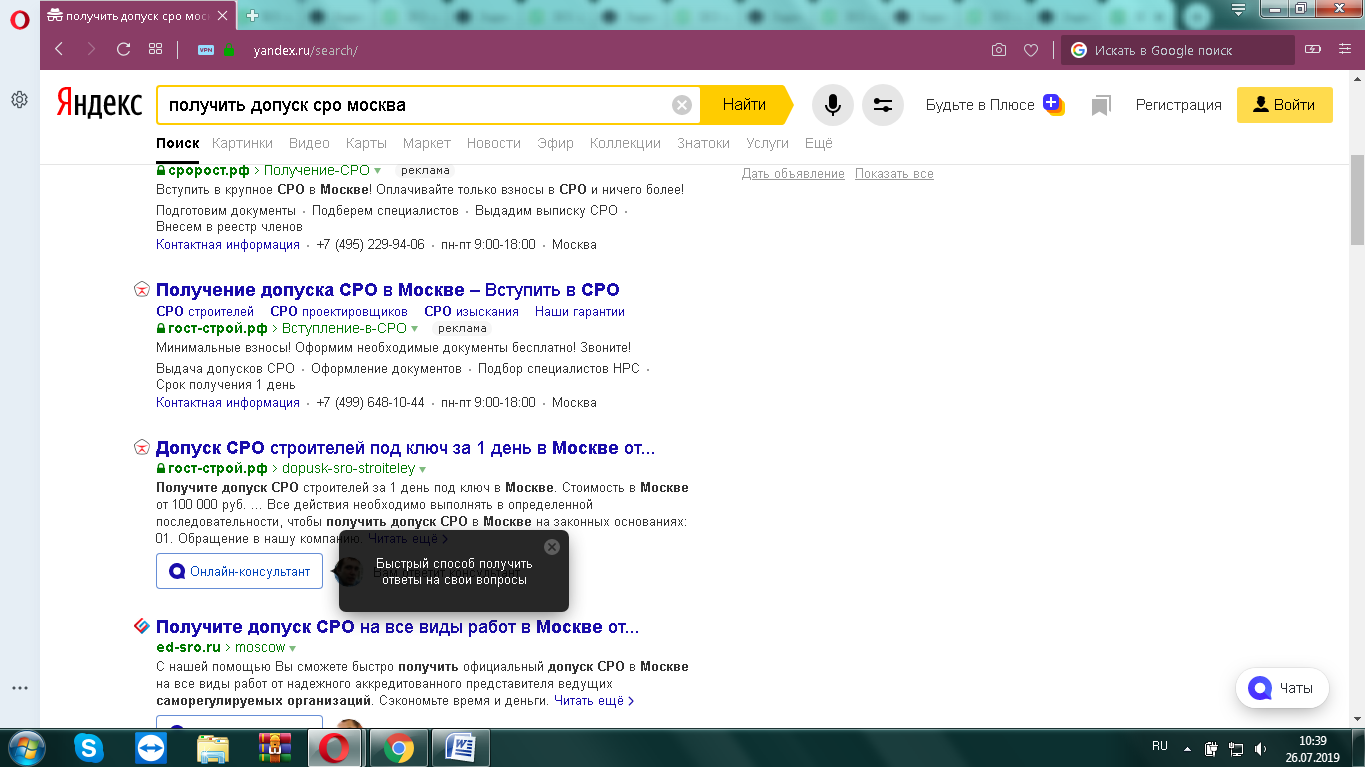 получить допуск сро мос
VPN
yandex.ru/search/
Искать в Google поиск
Яндекс
получить допуск сро москва
Найти
Будьте в Плюсе
Регистрация
Войти
Поиск Картинки Видео Карты Маркет Новости Эфир Коллекции Знатоки Услуги Ещё
сророст.рф › Получение-СРО реклама
Дать объявление Показать все
Вступить в крупное СРО в Москве! Оплачивайте только взносы в СРО и ничего более!
Подготовим документы · Подберем специалистов · Выдадим выписку СРО ·
Внесем в реестр членов
Контактная информация · +7 (495) 229-94-06 · пн-пт 9:00-18:00 · Москва
Получение допуска СРО в Москве – Вступить в СРО
СРО строителей СРО проектировщиков СРО изыскания Наши гарантии
гост-строй.рф › Вступление-в-СРО реклама
Минимальные взносы! Оформим необходимые документы бесплатно! Звоните!
Выдача допусков СРО · Оформление документов · Подбор специалистов НРС ·
Срок получения 1 день
Контактная информация · +7 (499) 648-10-44 · пн-пт 9:00-18:00 · Москва
Допуск СРО строителей под ключ за 1 день в Москве от...
гост-строй.рф › dopusk-sro-stroiteley
Получите допуск СРО строителей за 1 день под ключ в Москве. Стоимость в Москве
от 100 000 руб. ... Все действия необходимо выполнять в определенной
последовательности, чтобы получить допуск СРО в Москве на законных основаниях:
01. Обращение в нашу компанию. Читать ещё ›
Онлайн-консультант
Быстрый способ получить
ответы на свои вопросы
Получите допуск СРО на все виды работ в Москве от...
ed-sro.ru › moscow
С нашей помощью Вы сможете быстро получить официальный допуск СРО в Москве
на все виды работ от надежного аккредитованного представителя ведущих
саморегулируемых организаций. Сэкономьте время и деньги. Читать ещё ›
Чаты
RU
10:39
26.07.2019